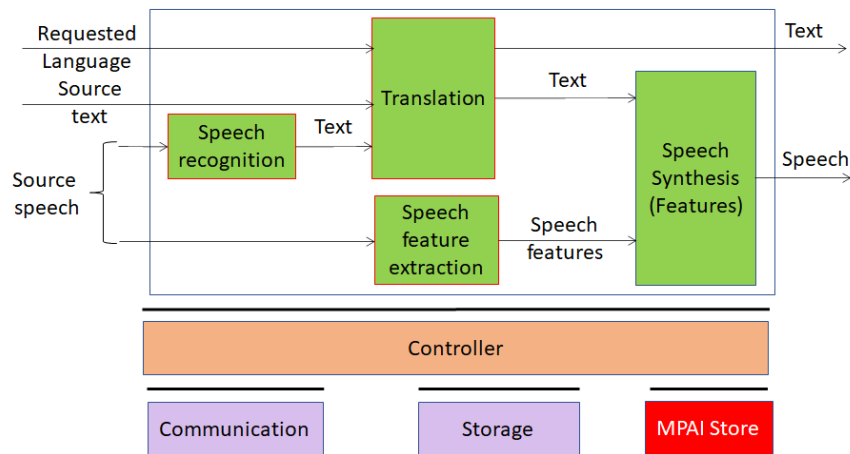 Requested
Language
Source
text
Source
speech
Speech
recognition
Text
Translation
Text
Text
Speech
feature
extraction
Speech
features
Speech
Synthesis
(Features)
Speech
Controller
Communication
Storage
MPAI Store